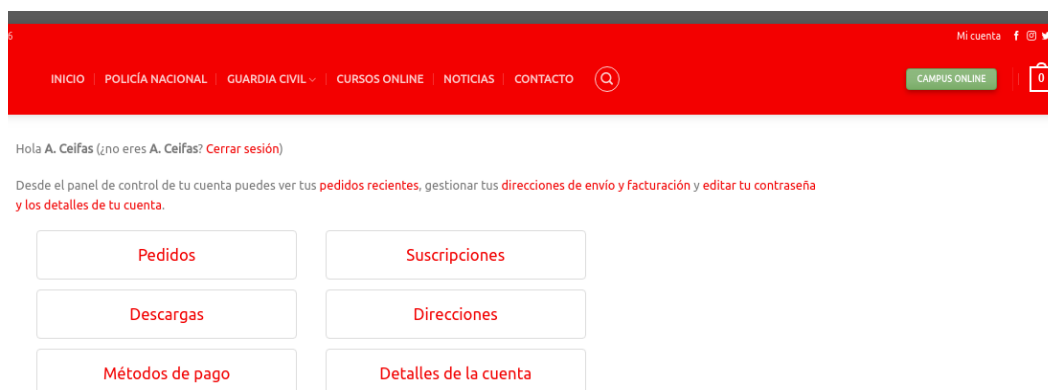 6
Mi cuenta
INICIO POLICÍA NACIONAL GUARDIA CIVIL CURSOS ONLINE NOTICIAS CONTACTO CAMPUS ONLINE 0
Hola A. Ceifas (¿no eres A. Ceifas? Cerrar sesión)
Desde el panel de control de tu cuenta puedes ver tus pedidos recientes, gestionar tus direcciones de envío y facturación y editar tu contraseña
y los detalles de tu cuenta.
Pedidos Suscripciones
Descargas Direcciones
Métodos de pago Detalles de la cuenta